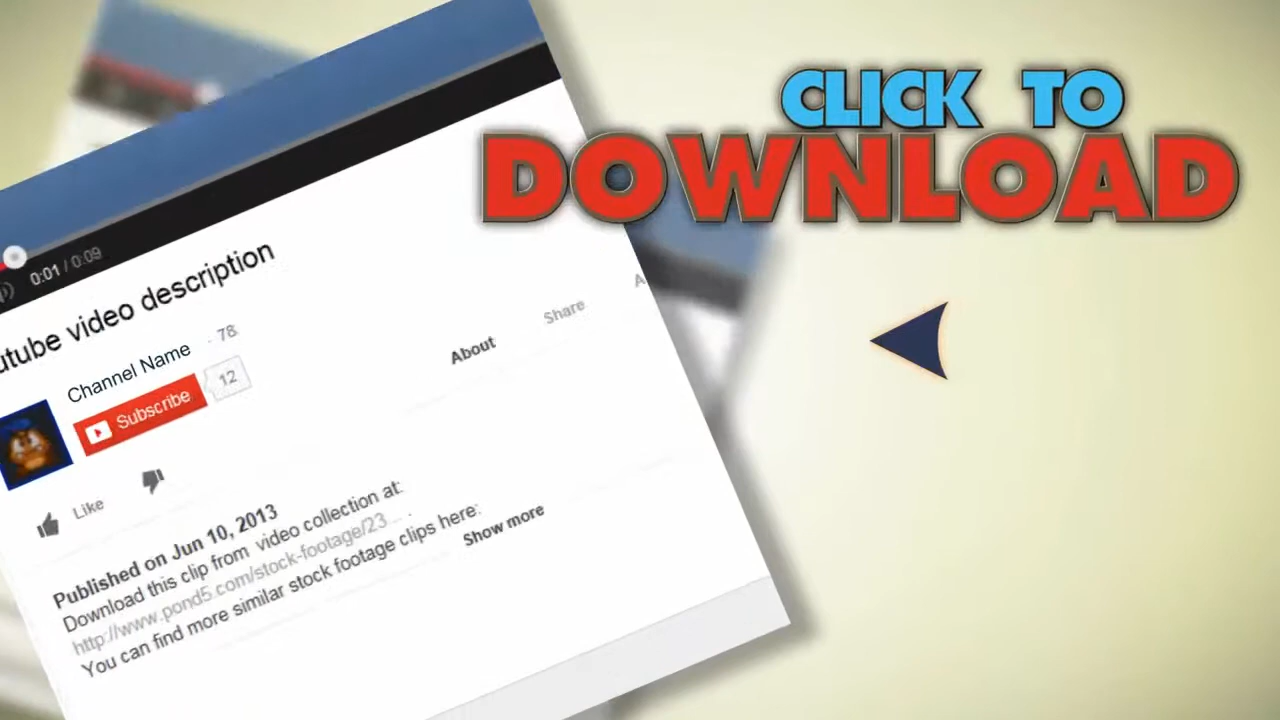 CLICK TO
DOWNLOAD
0:01 / 0:09
utube video description
Channel Name · 78
Subscribe 12
About Share A
Like
Published on Jun 10, 2013
Download this clip from video collection at:
http://www.pond5.com/stock-footage/23... .
You can find more similar stock footage clips here:
Show more